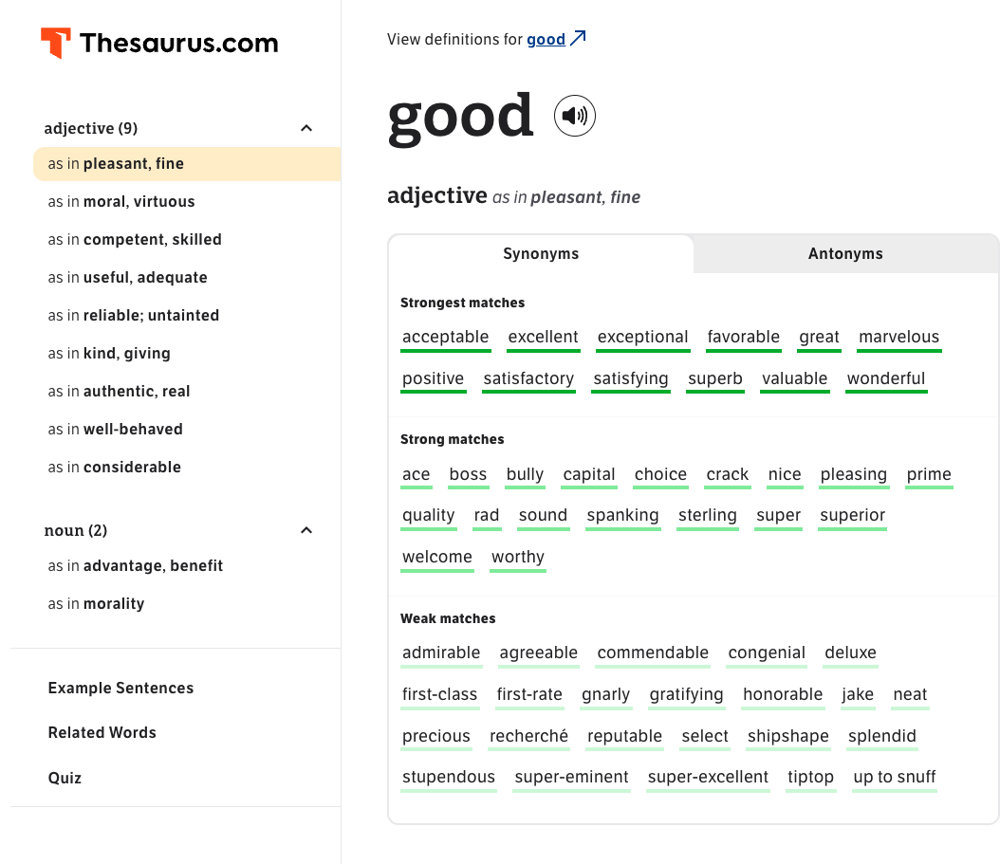 Thesaurus.com
adjective (9)
as in pleasant, fine
as in moral, virtuous
as in competent, skilled
as in useful, adequate
as in reliable; untainted
as in kind, giving
as in authentic, real
as in well-behaved
as in considerable
noun (2)
as in advantage, benefit
as in morality
Example Sentences
Related Words
Quiz
View definitions for good
good
adjective as in pleasant, fine
Synonyms
Antonyms
Strongest matches
acceptable excellent exceptional favorable great marvelous
positive satisfactory satisfying superb valuable wonderful
Strong matches
ace boss bully capital choice crack nice pleasing prime
quality rad sound spanking sterling super superior
welcome worthy
Weak matches
admirable agreeable commendable congenial deluxe
first-class first-rate gnarly gratifying honorable jake neat
precious recherché reputable select shipshape splendid
stupendous super-eminent super-excellent tiptop up to snuff